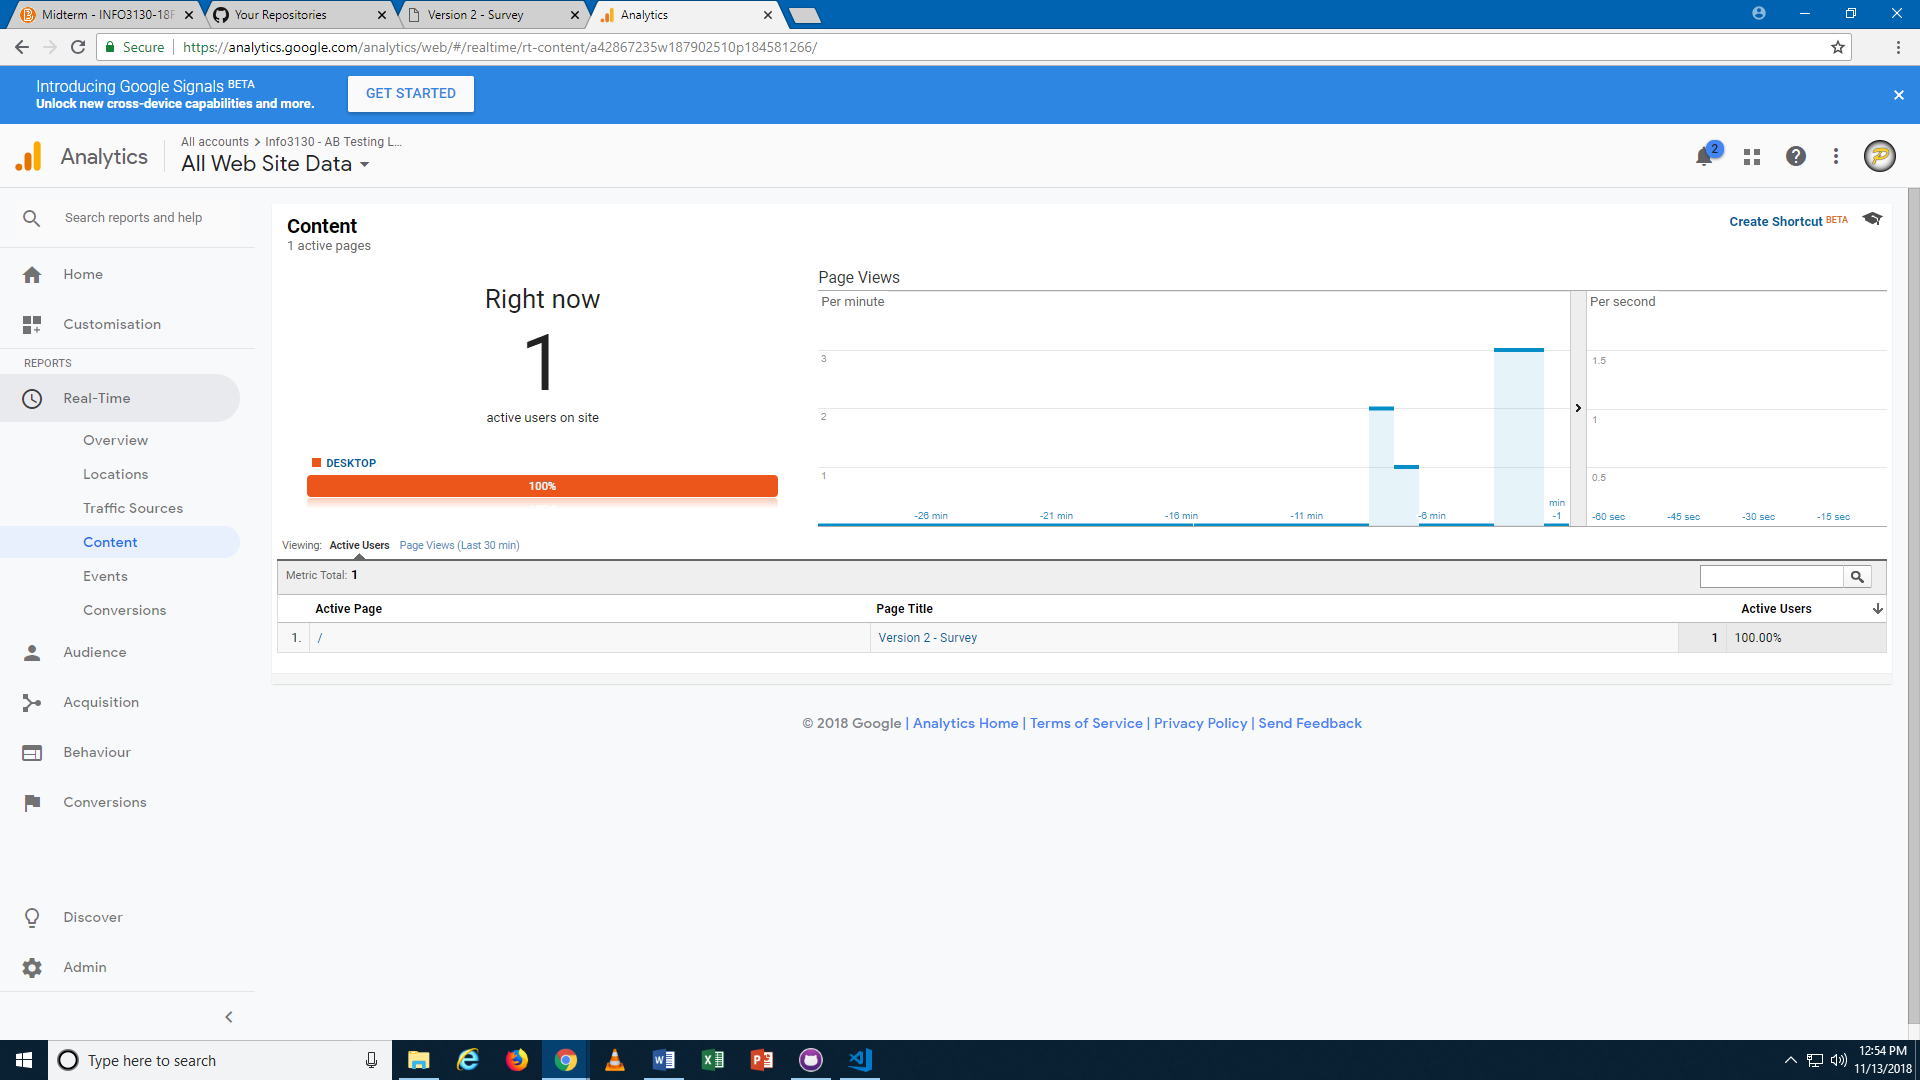 Midterm - INFO3130-18F
Your Repositories
Version 2 - Survey
Analytics
Secure
https://analytics.google.com/analytics/web/#/realtime/rt-content/a42867235w187902510p184581266/
Introducing Google Signals BETA
Unlock new cross-device capabilities and more.
GET STARTED
Analytics
All accounts > Info3130 - AB Testing L...
All Web Site Data
2
Search reports and help
Home
Customisation
REPORTS
Real-Time
Overview
Locations
Traffic Sources
Content
Events
Conversions
Audience
Acquisition
Behaviour
Conversions
Discover
Admin
Content
1 active pages
Create Shortcut BETA
Right now
1
active users on site
DESKTOP
100%
Page Views
Per minute
3
2
1
-26 min
-21 min
-16 min
-11 min
-6 min
min
-1
Per second
1.5
1
0.5
-60 sec
-45 sec
-30 sec
-15 sec
Viewing: Active Users Page Views (Last 30 min)
Metric Total: 1
Active Page Page Title Active Users
1. / Version 2 - Survey 1 100.00%
© 2018 Google | Analytics Home | Terms of Service | Privacy Policy | Send Feedback
Type here to search
12:54 PM
11/13/2018